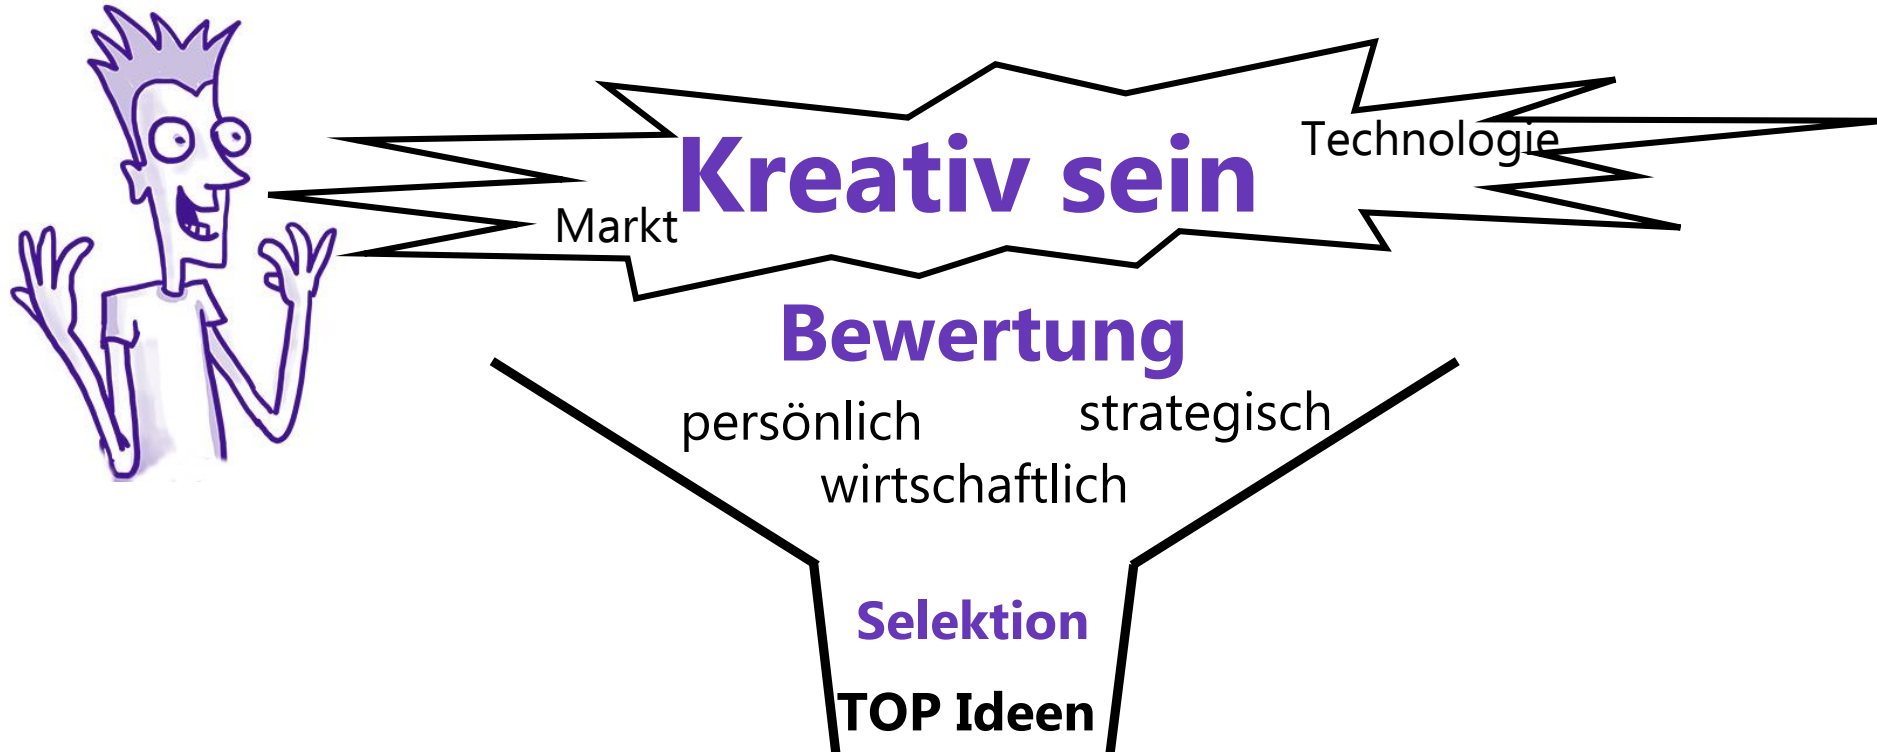 Kreativ sein
Technologie
Markt
Bewertung
persönlich
strategisch
wirtschaftlich
Selektion
TOP Ideen